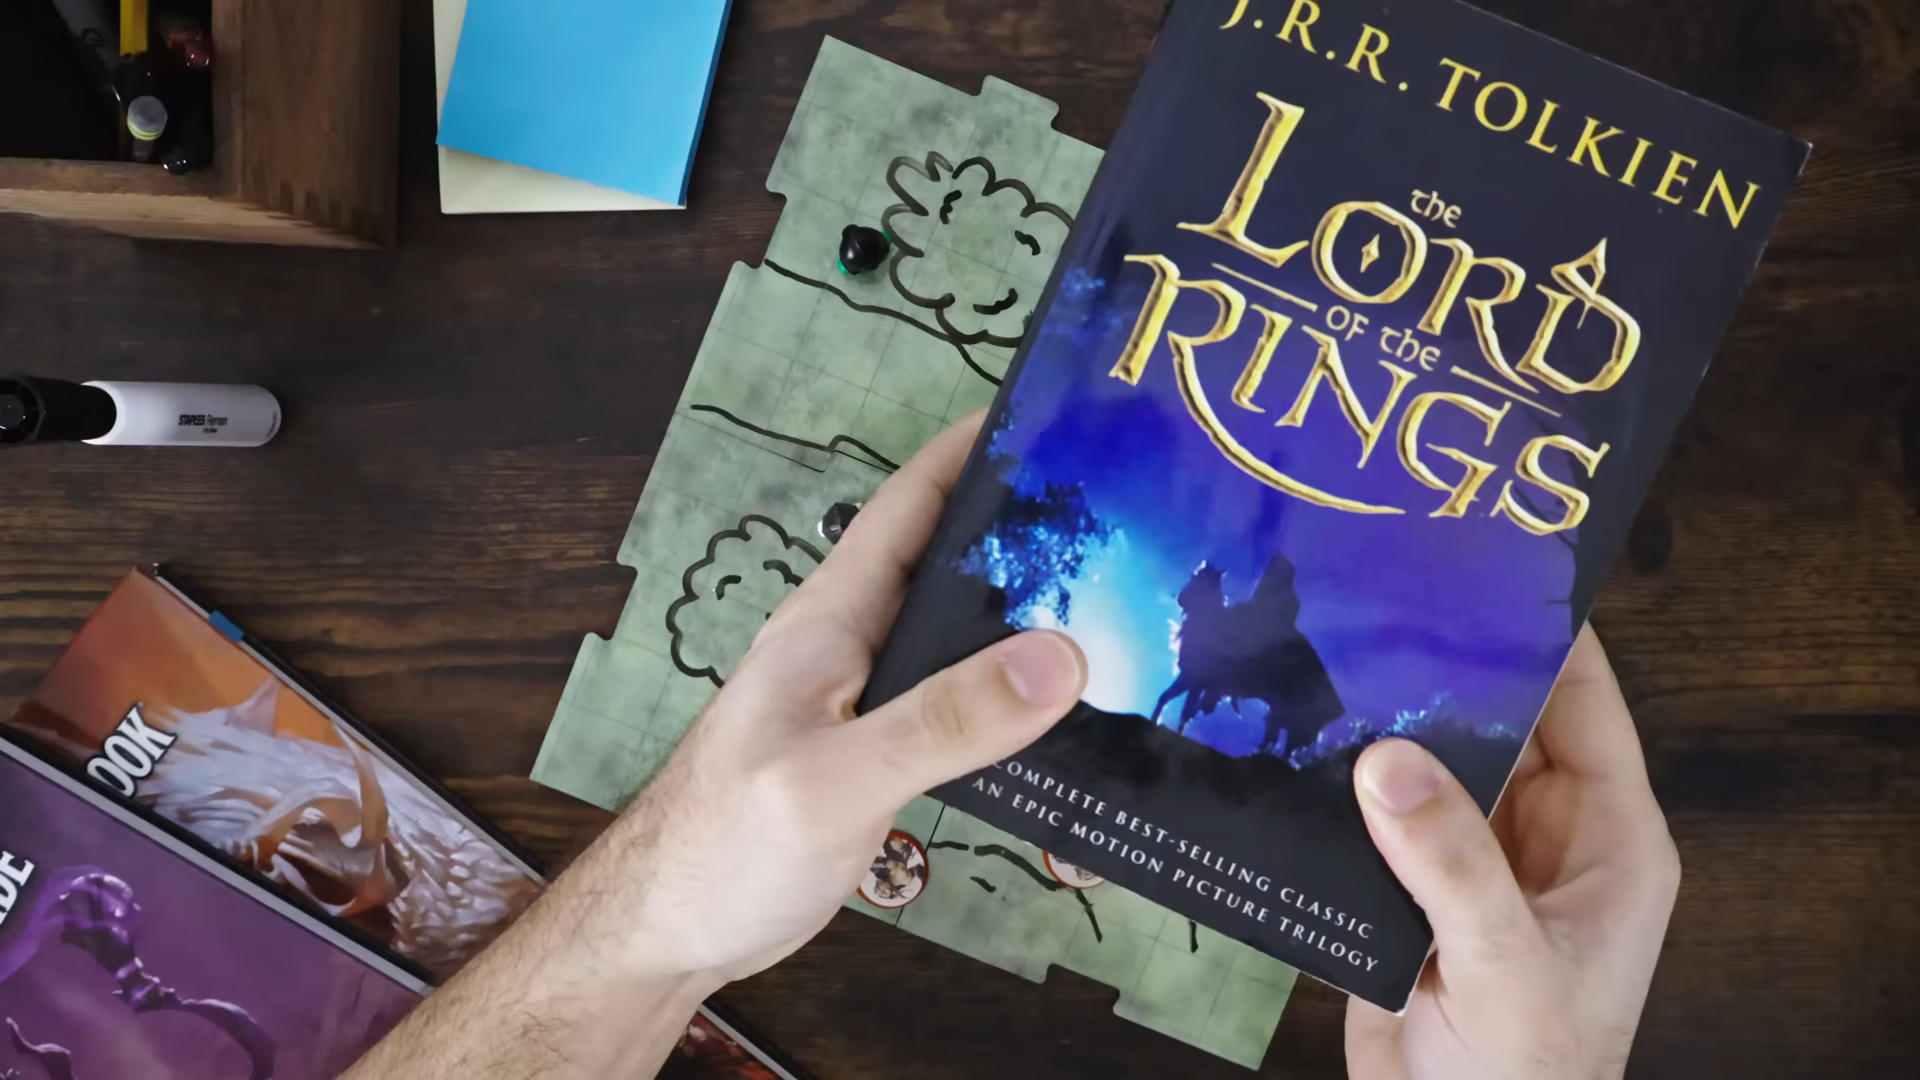 J.R.R. TOLKIEN
the
LORD
OF the
RINGS
COMPLETE BEST-SELLING CLASSIC
AN EPIC MOTION PICTURE TRILOGY
STAPLES
OOK